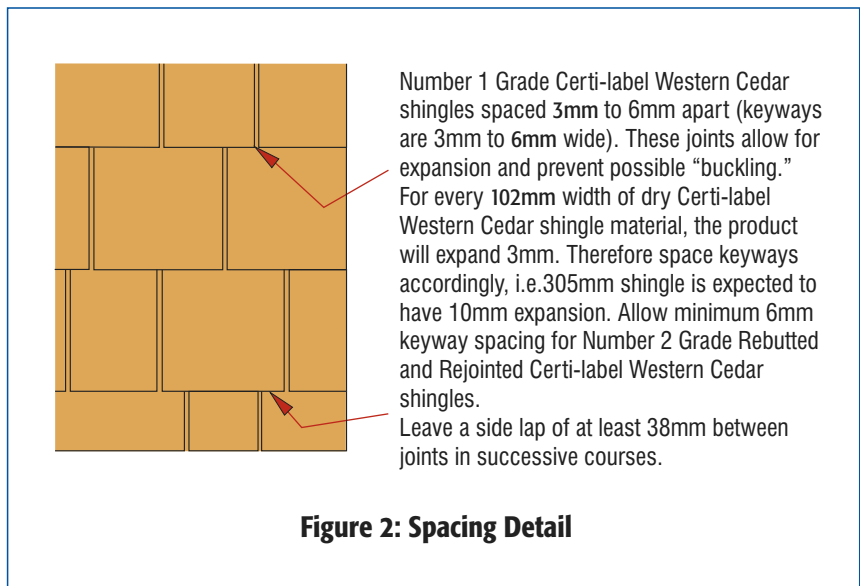 Number 1 Grade Certi-label Western Cedar
shingles spaced 3mm to 6mm apart (keyways
are 3mm to 6mm wide). These joints allow for
expansion and prevent possible “buckling.”
For every 102mm width of dry Certi-label
Western Cedar shingle material, the product
will expand 3mm. Therefore space keyways
accordingly, i.e.305mm shingle is expected to
have 10mm expansion. Allow minimum 6mm
keyway spacing for Number 2 Grade Rebutted
and Rejointed Certi-label Western Cedar
shingles.
Leave a side lap of at least 38mm between
joints in successive courses.
Figure 2: Spacing Detail